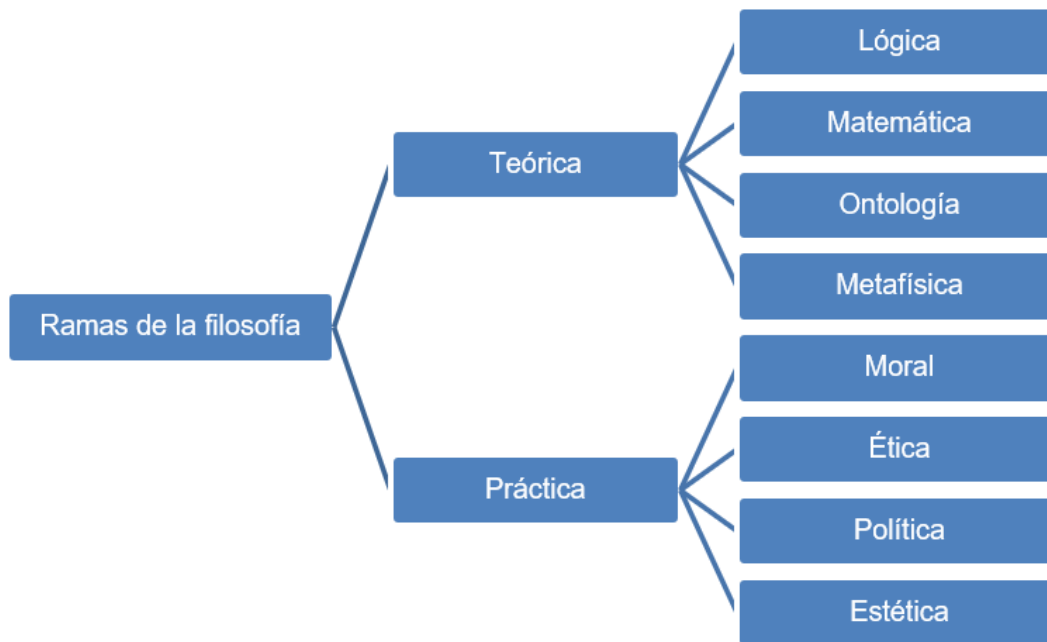 Ramas de la filosofía
Teórica
Lógica
Matemática
Ontología
Metafísica
Práctica
Moral
Ética
Política
Estética